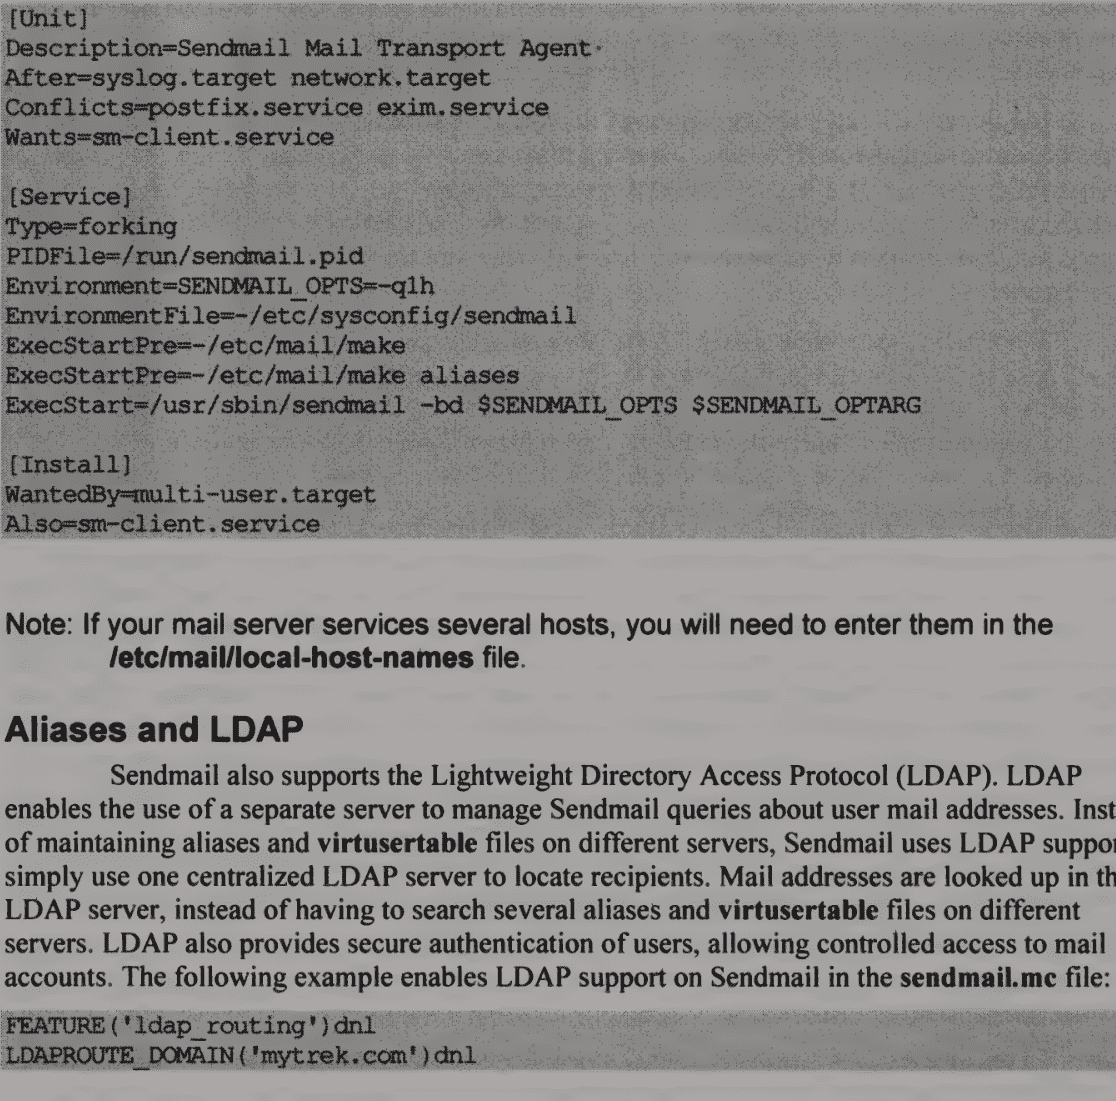 [Unit]
Description=Sendmail Mail Transport Agent
After=syslog.target network.target
Conflicts=postfix.service exim.service
Wants=sm-client.service
[Service]
Type=forking
PIDFile=/run/sendmail.pid
Environment=SENDMAIL_OPTS=-q1h
EnvironmentFile=-/etc/sysconfig/sendmail
ExecStartPre=-/etc/mail/make
ExecStartPre=-/etc/mail/make aliases
ExecStart=/usr/sbin/sendmail -bd $SENDMAIL_OPTS $SENDMAIL_OPTARG
[Install]
WantedBy=multi-user.target
Also=sm-client.service
Note: If your mail server services several hosts, you will need to enter them in the
/etc/mail/local-host-names file.
Aliases and LDAP
Sendmail also supports the Lightweight Directory Access Protocol (LDAP). LDAP
enables the use of a separate server to manage Sendmail queries about user mail addresses. Inst
of maintaining aliases and virtusertable files on different servers, Sendmail uses LDAP suppor
simply use one centralized LDAP server to locate recipients. Mail addresses are looked up in th
LDAP server, instead of having to search several aliases and virtusertable files on different
servers. LDAP also provides secure authentication of users, allowing controlled access to mail
accounts. The following example enables LDAP support on Sendmail in the sendmail.mc file:
FEATURE('ldap_routing')dnl
LDAPROUTE_DOMAIN('mytrek.com')dnl